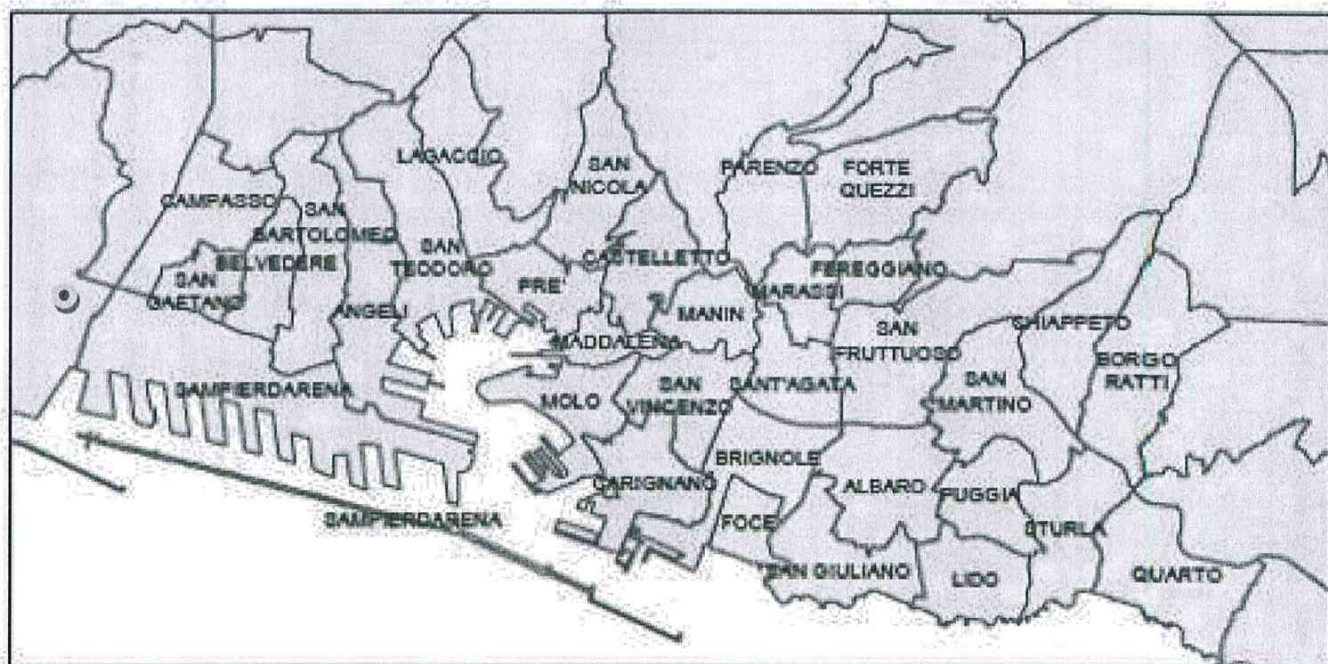 LAGACCIO
SAN
NICOLA
PARENZO
FORTE
QUEZZI
CAMPASSO
SAN
BARTOLOMEO
BELVEDERE
SAN
TEODORO
CASTELLETTO
FEREGGIANO
SAN
GAETANO
ANGELI
PRE'
MARASSI
MANIN
MADDALENA
SAN
FRUTTUOSO
CHIAPPETO
BORGO
RATTI
SAMPIERDARENA
MOLO
SAN
VINCENZO
SANT'AGATA
SAN
MARTINO
BRIGNOLE
CARIGNANO
ALBARO
PUGGIA
SAMPIERDARENA
FOCE
STURLA
SAN GIULIANO
LIDO
QUARTO